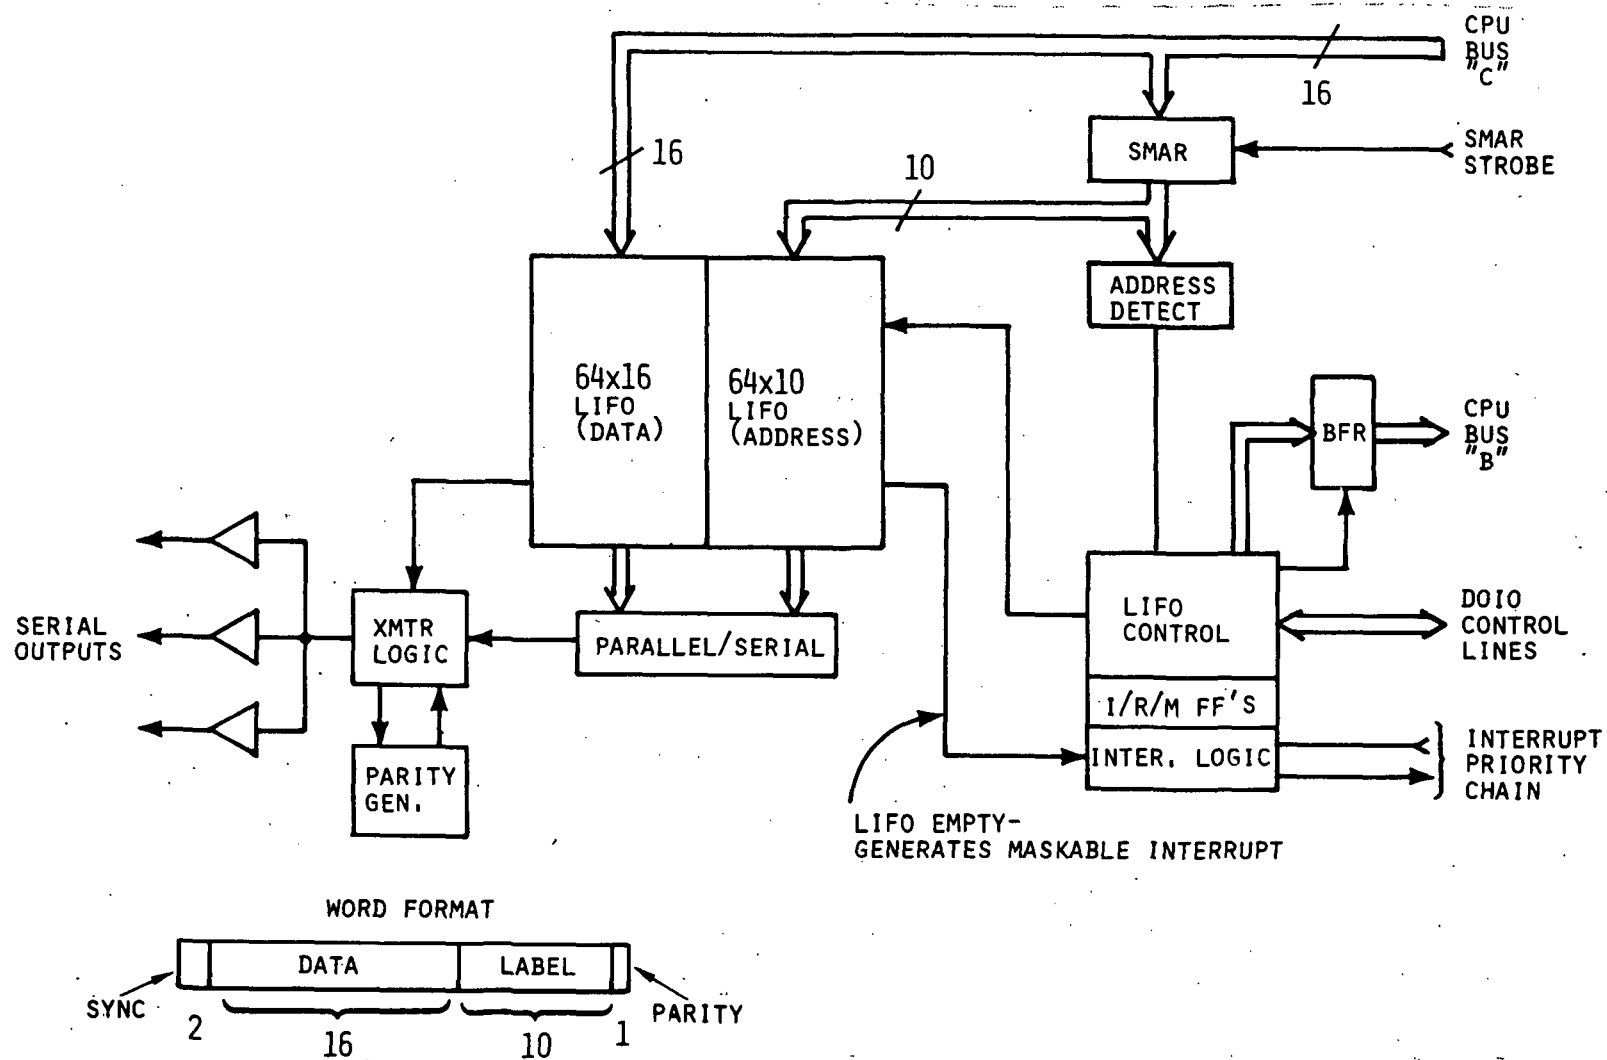 CPU
BUS
"C"
16
SMAR
STROBE
SMAR
16
10
ADDRESS
DETECT
64x16
LIFO
(DATA)
64x10
LIFO
(ADDRESS)
BFR
CPU
BUS
"B"
LIFO
CONTROL
DOIO
CONTROL
LINES
SERIAL
OUTPUTS
XMTR
LOGIC
PARALLEL/SERIAL
I/R/M FF'S
INTER. LOGIC
INTERRUPT
PRIORITY
CHAIN
PARITY
GEN.
LIFO EMPTY-
GENERATES MASKABLE INTERRUPT
WORD FORMAT
DATA
LABEL
SYNC
PARITY
2
16
10
1